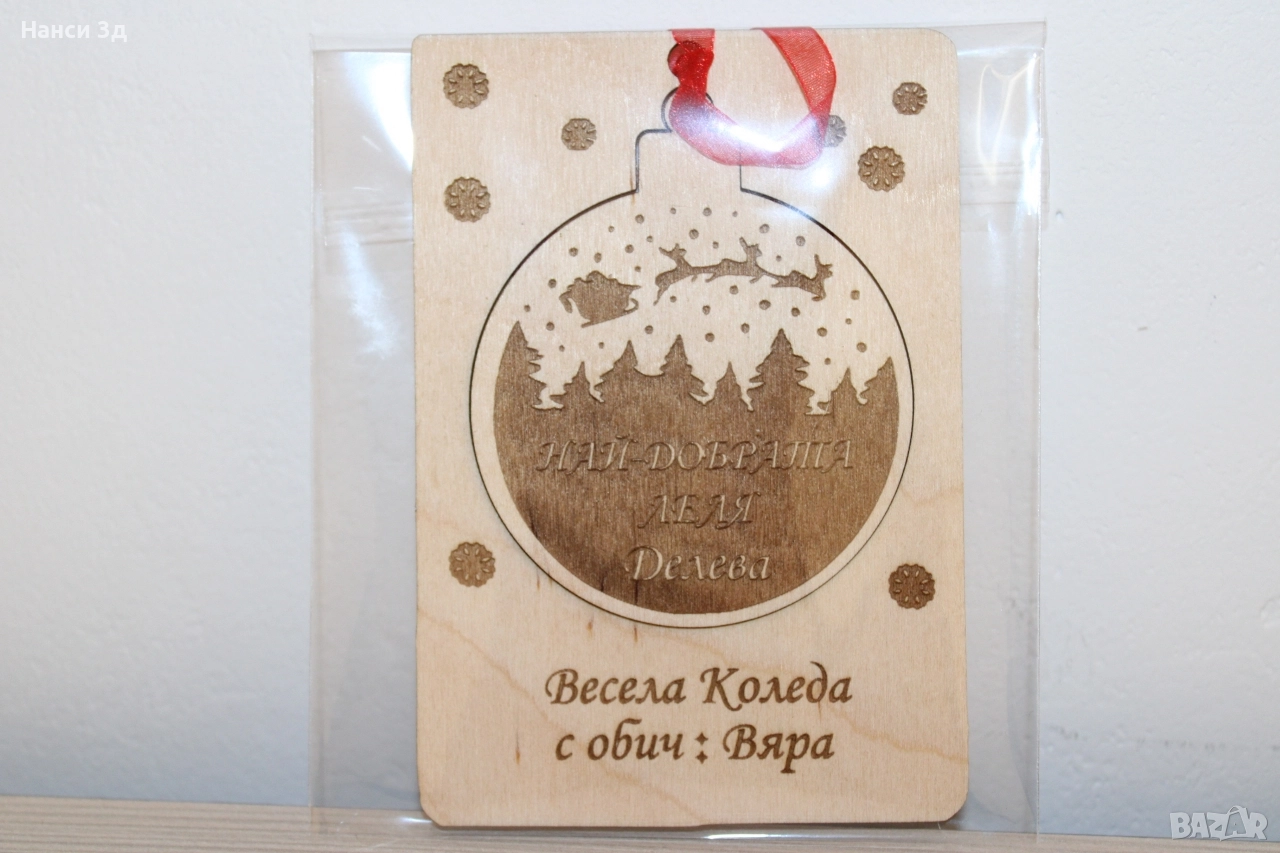 Нанси 3д
НАЙ-ДОБРАТА
ЛЕЛЯ
Делева
Весела Коледа
с обич : Вяра
BAZAR